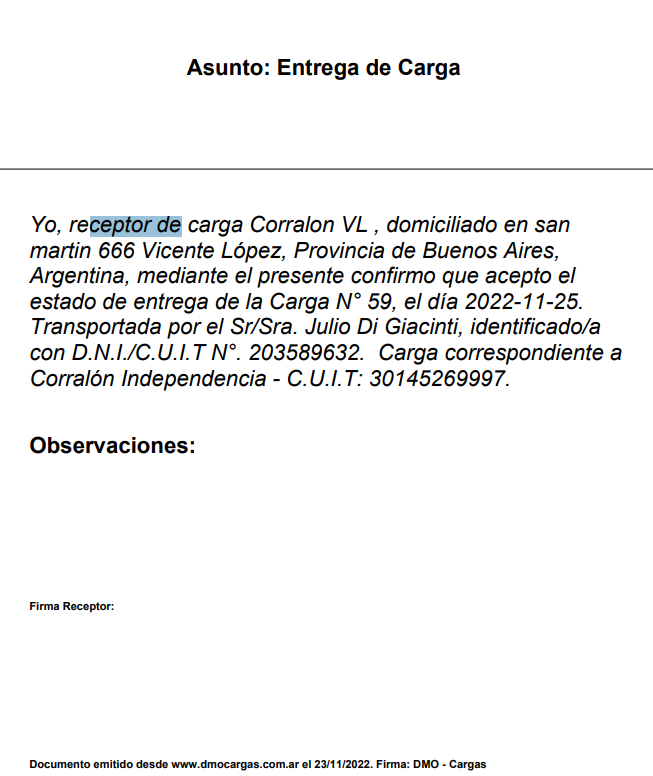 Asunto: Entrega de Carga
Yo, receptor de carga Corralon VL , domiciliado en san
martin 666 Vicente López, Provincia de Buenos Aires,
Argentina, mediante el presente confirmo que acepto el
estado de entrega de la Carga N° 59, el día 2022-11-25.
Transportada por el Sr/Sra. Julio Di Giacinti, identificado/a
con D.N.I./C.U.I.T N°. 203589632.  Carga correspondiente a
Corralón Independencia - C.U.I.T: 30145269997.
Observaciones:
Firma Receptor:
Documento emitido desde www.dmocargas.com.ar el 23/11/2022. Firma: DMO - Cargas